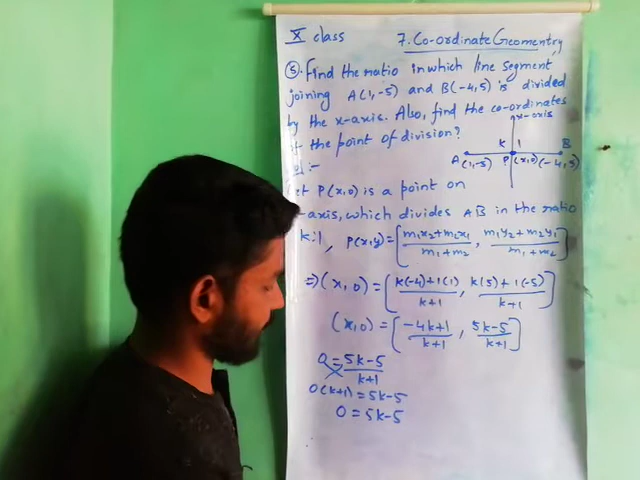 X class
7. Co-ordinate Geomentry
5. Find the ratio in which line segment
joining A(1,-5) and B(-4,5) is divided
by the x-axis. Also, find the co-ordinates
of the point of division?
x-axis
k 1 B
A (1,-5) P (x,0) (-4,5)
:-
et P(x,0) is a point on
-axis, which divides AB in the ratio
k:1, P(x,y) = [m1x2+m2x1/m1+m2, m1y2+m2y1/m1+m2]
⇒ (x,0) = [k(-4)+1(1)/k+1, k(5)+1(-5)/k+1]
(x,0) = [-4k+1/k+1, 5k-5/k+1]
0 = 5k-5/k+1
0(k+1) = 5k-5
0 = 5k-5